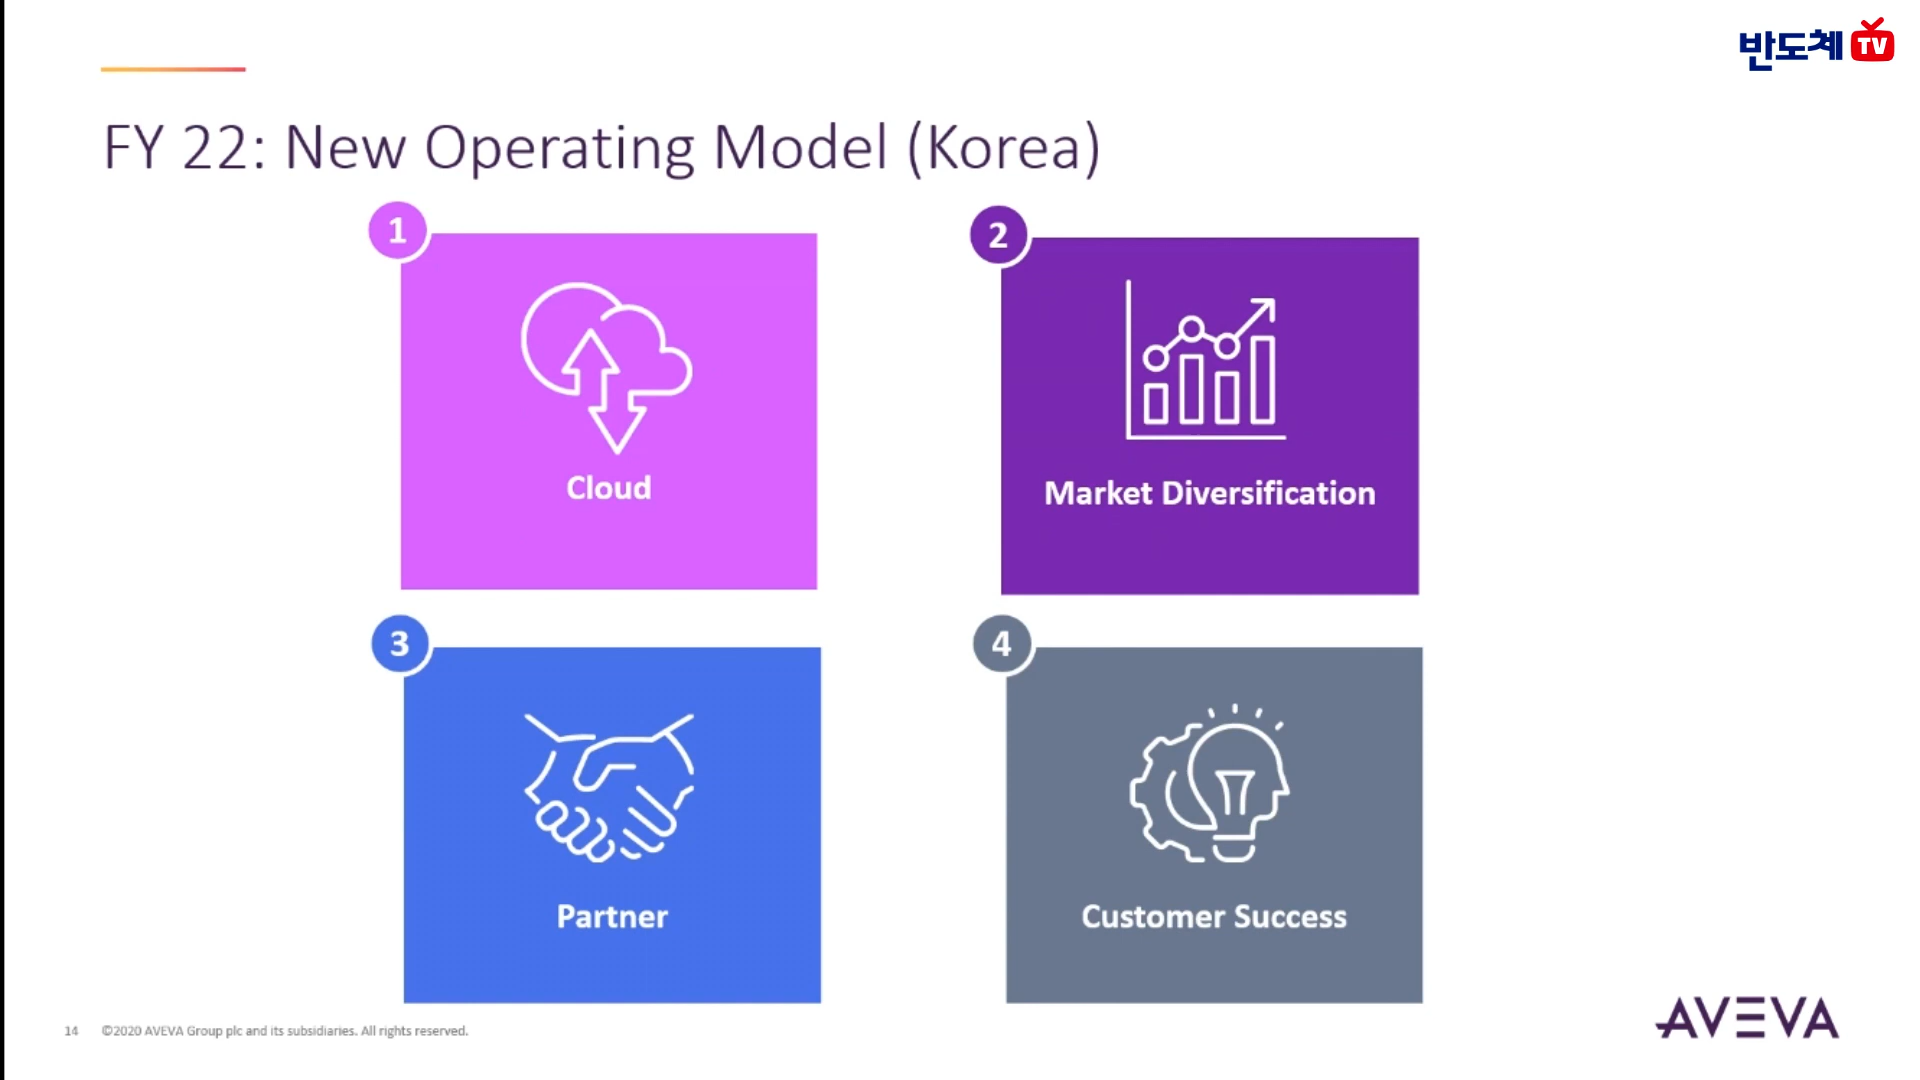 반도체 TV
FY 22: New Operating Model (Korea)
1
Cloud
2
Market Diversification
3
Partner
4
Customer Success
14 ©2020 AVEVA Group plc and its subsidiaries. All rights reserved.
AVEVA